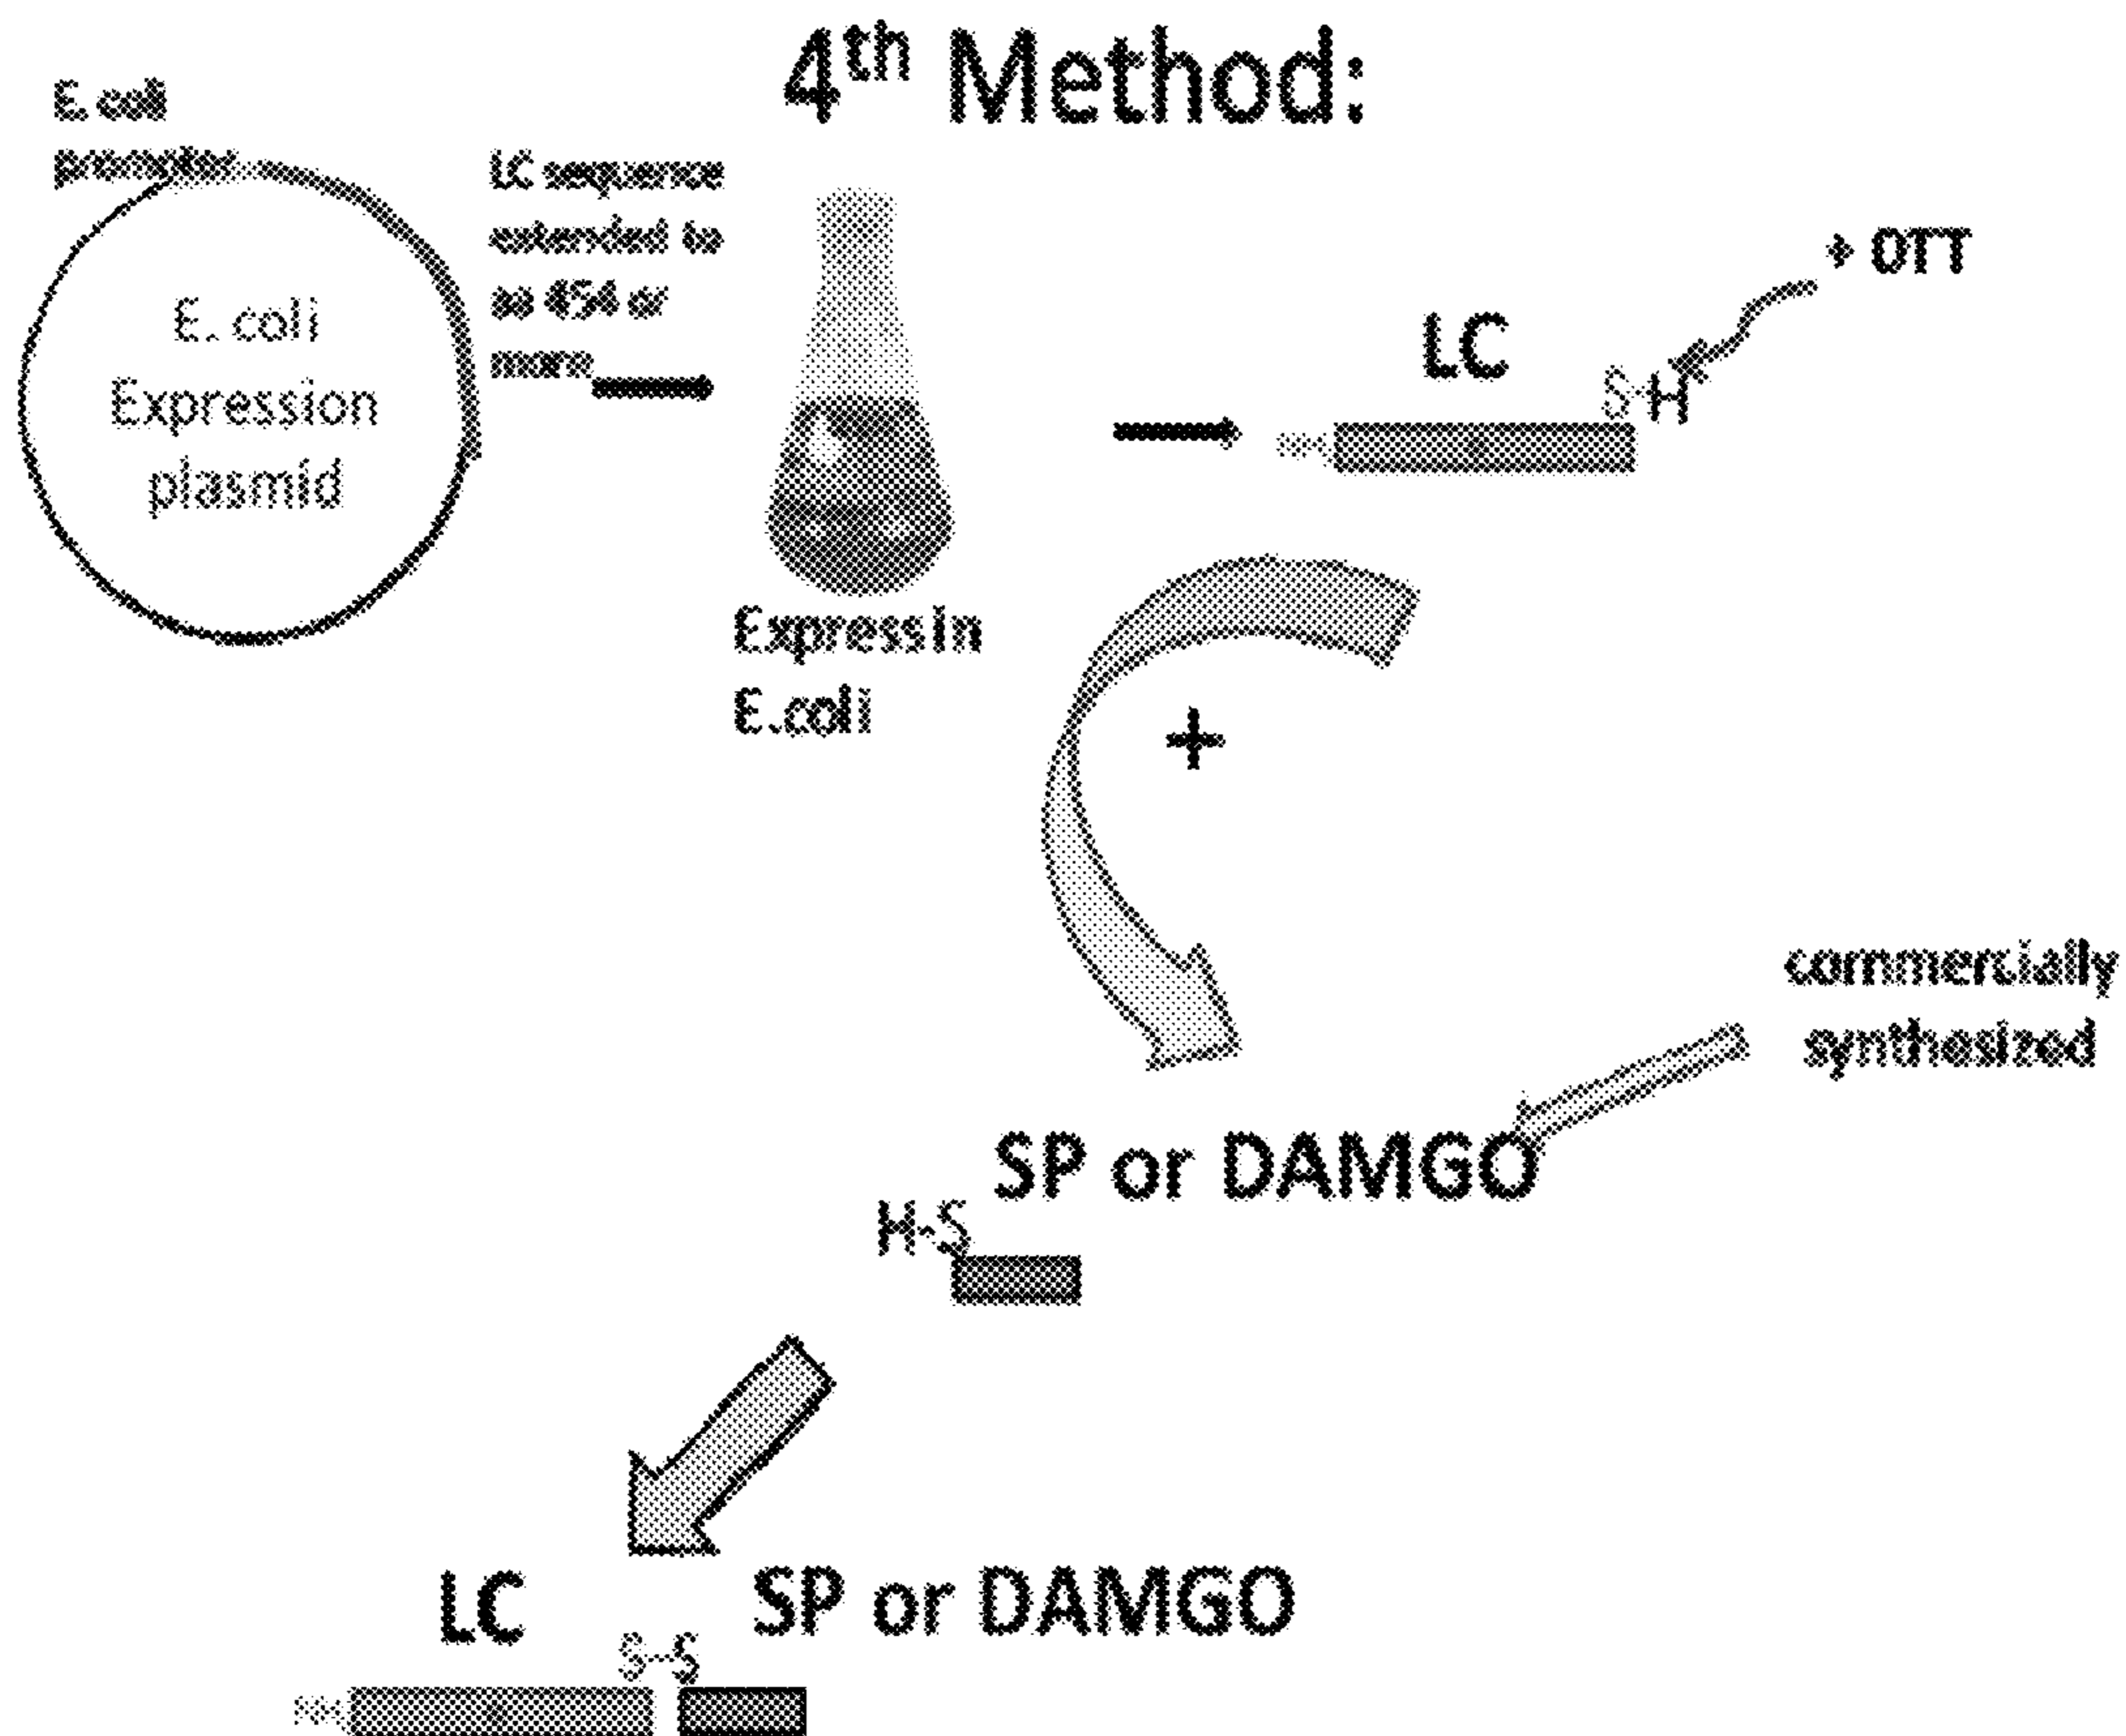 4th Method:
E. coli
promoter
LC sequence
extended to
aa 454 or
more
E. coli
Expression
plasmid
Express in
E.coli
LC
S-H
+ DTT
+
commercially
synthesized
SP or DAMGO
H-S
LC
SP or DAMGO
S-S